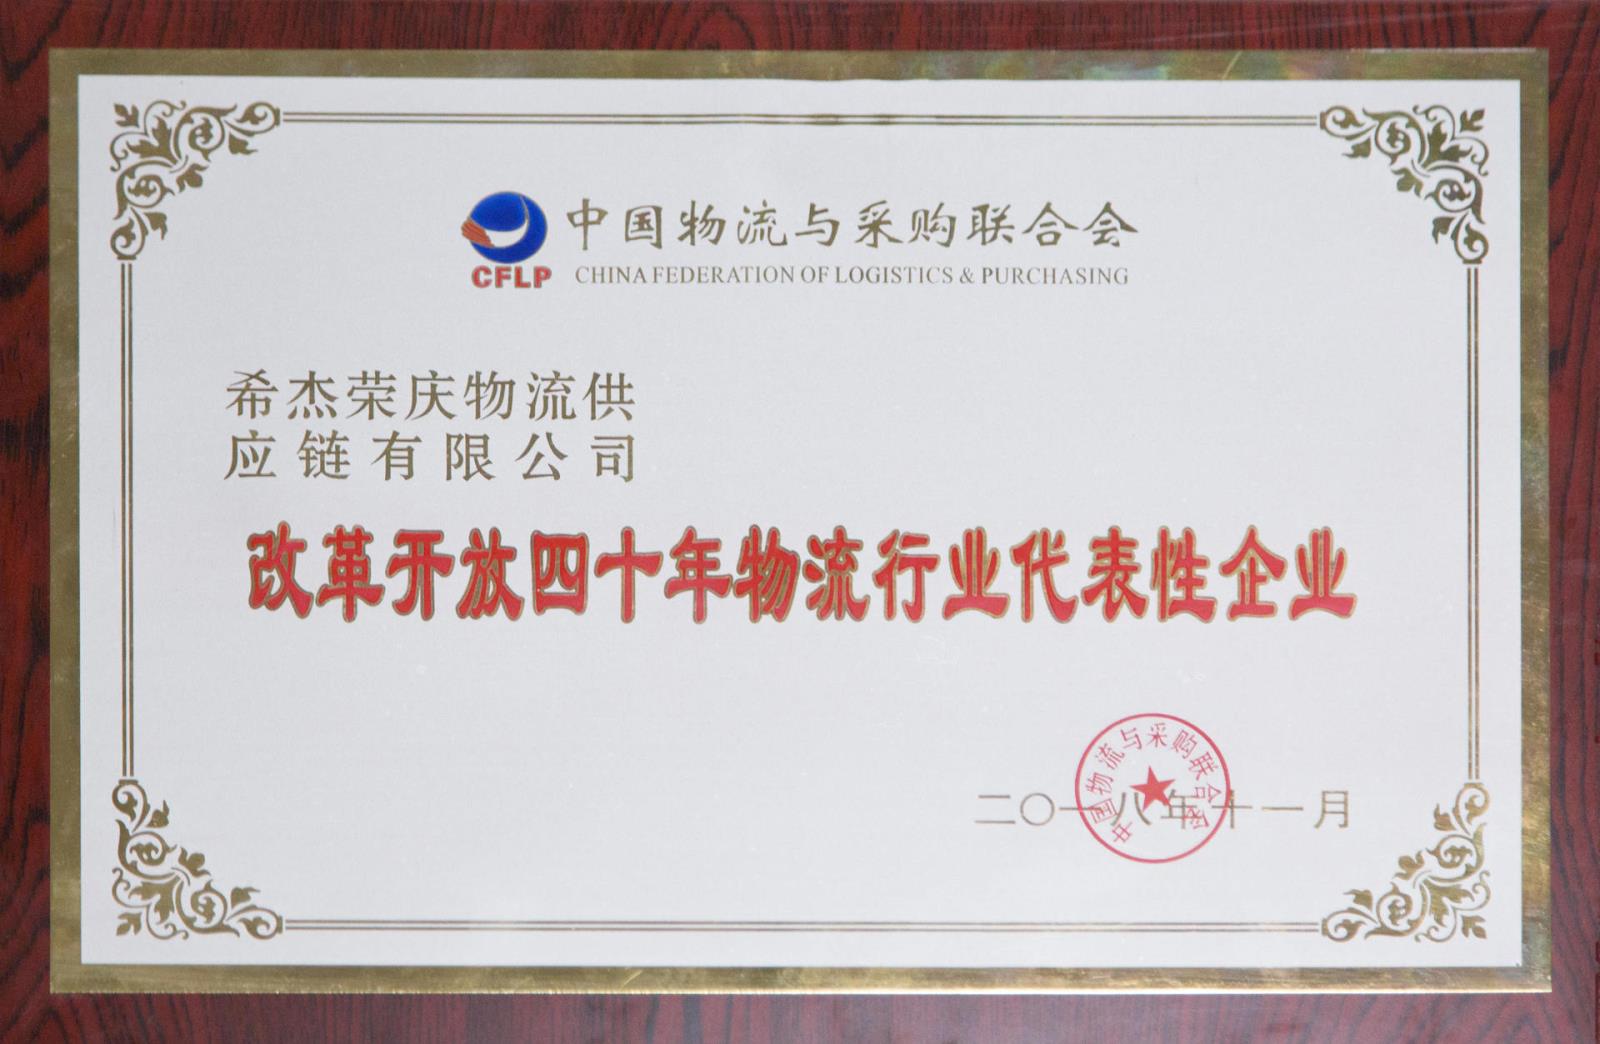 中国物流与采购联合会
CFLP CHINA FEDERATION OF LOGISTICS & PURCHASING
希杰荣庆物流供
应链有限公司
改革开放四十年物流行业代表性企业
中国物流与采购联合会
二〇一八年十一月